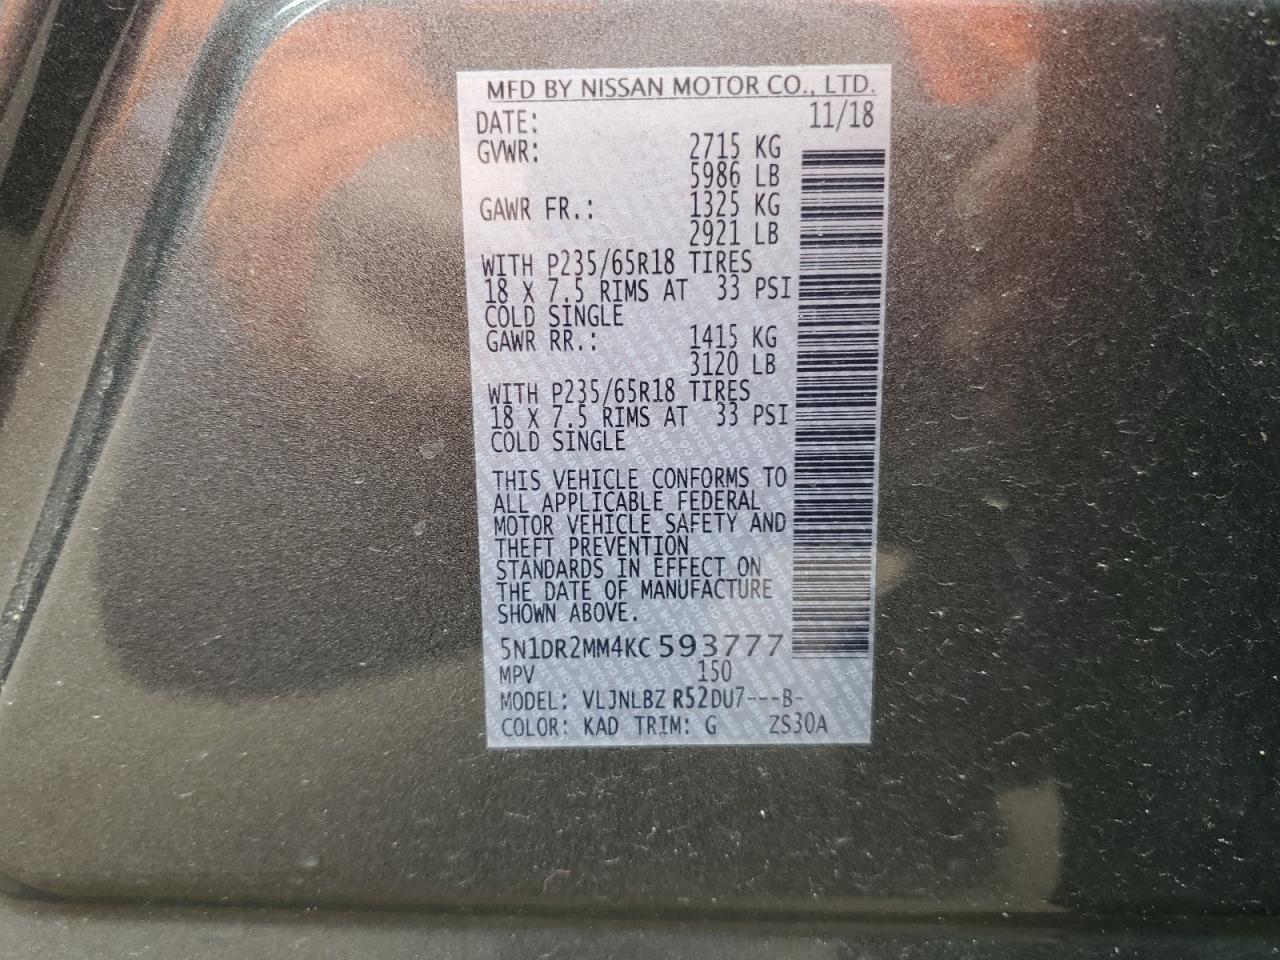 MFD BY NISSAN MOTOR CO., LTD.
DATE: 11/18
GVWR: 2715 KG
5986 LB
GAWR FR.: 1325 KG
2921 LB
WITH P235/65R18 TIRES
18 X 7.5 RIMS AT 33 PSI
COLD SINGLE
GAWR RR.: 1415 KG
3120 LB
WITH P235/65R18 TIRES
18 X 7.5 RIMS AT 33 PSI
COLD SINGLE
THIS VEHICLE CONFORMS TO
ALL APPLICABLE FEDERAL
MOTOR VEHICLE SAFETY AND
THEFT PREVENTION
STANDARDS IN EFFECT ON
THE DATE OF MANUFACTURE
SHOWN ABOVE.
5N1DR2MM4KC593777
MPV 150
MODEL: VLJNLBZ R52DU7---B-
COLOR: KAD TRIM: G ZS30A